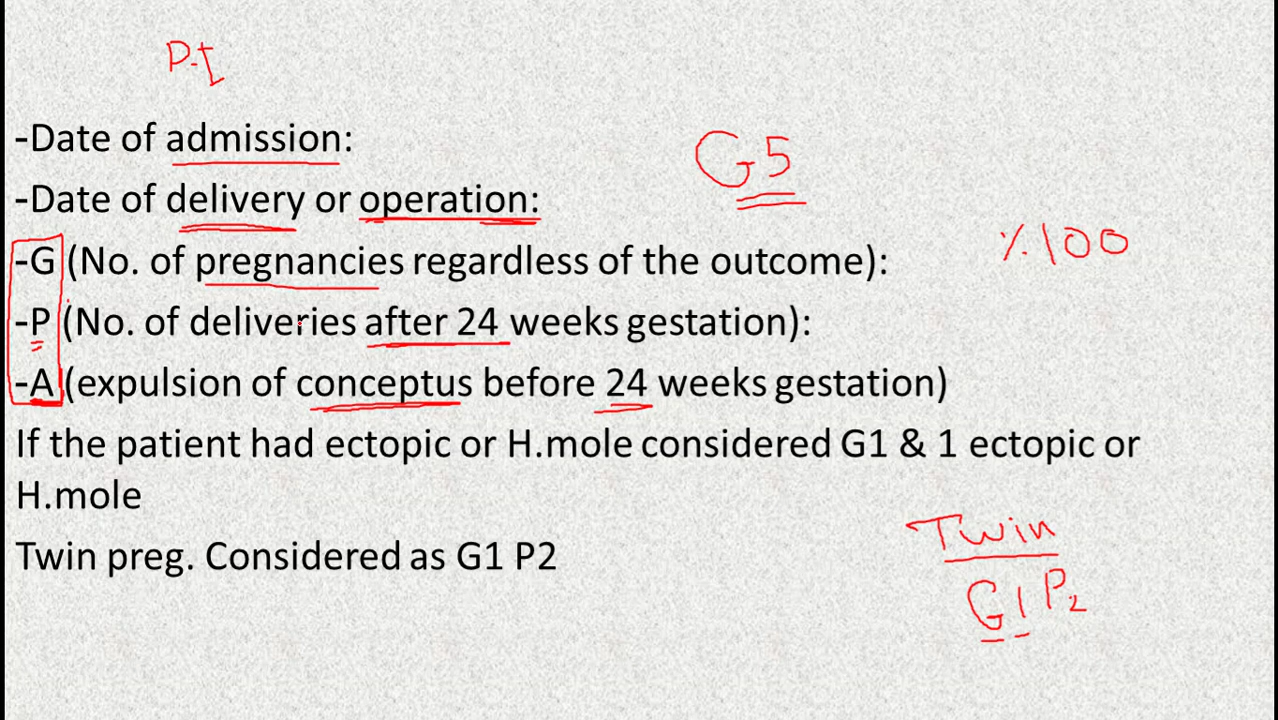 P.I
-Date of admission:
G5
-Date of delivery or operation:
-G (No. of pregnancies regardless of the outcome):
٪100
-P (No. of deliveries after 24 weeks gestation):
-A (expulsion of conceptus before 24 weeks gestation)
If the patient had ectopic or H.mole considered G1 & 1 ectopic or
H.mole
Twin
Twin preg. Considered as G1 P2
G1 P2